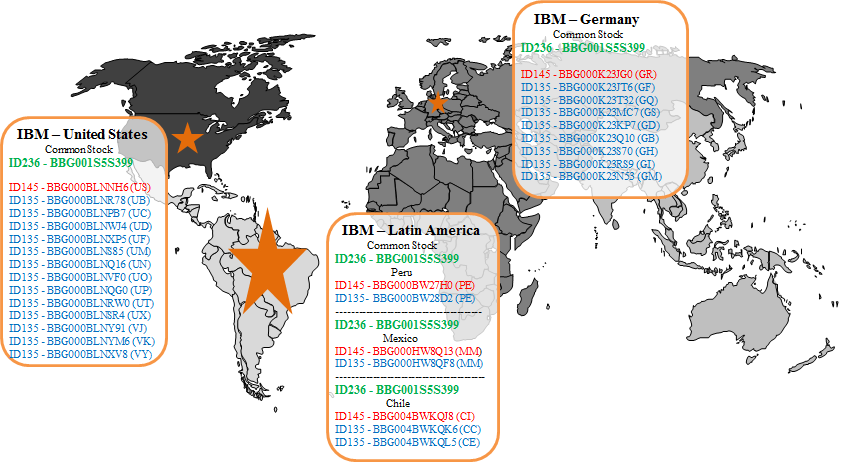 IBM – United States
Common Stock
ID236 - BBG001S5S399
ID145 - BBG000BLNNH6 (US)
ID135 - BBG000BLNR78 (UB)
ID135 - BBG000BLNPB7 (UC)
ID135 - BBG000BLNWJ4 (UD)
ID135 - BBG000BLNXP5 (UF)
ID135 - BBG000BLNS85 (UM)
ID135 - BBG000BLNQ16 (UN)
ID135 - BBG000BLNVF0 (UO)
ID135 - BBG000BLNQG0 (UP)
ID135 - BBG000BLNRW0 (UT)
ID135 - BBG000BLNSR4 (UX)
ID135 - BBG000BLNY91 (VJ)
ID135 - BBG000BLNYM6 (VK)
ID135 - BBG000BLNXV8 (VY)
IBM – Latin America
Common Stock
ID236 - BBG001S5S399
Peru
ID145 - BBG000BW27H0 (PE)
ID135 - BBG000BW28D2 (PE)
ID236 - BBG001S5S399
Mexico
ID145 - BBG000HW8Q13 (MM)
ID135 - BBG000HW8QF8 (MM)
ID236 - BBG001S5S399
Chile
ID145 - BBG004BWKQJ8 (CI)
ID135 - BBG004BWKQK6 (CC)
ID135 - BBG004BWKQL5 (CE)
IBM – Germany
Common Stock
ID236 - BBG001S5S399
ID145 - BBG000K23JG0 (GR)
ID135 - BBG000K23JT6 (GF)
ID135 - BBG000K23T32 (GQ)
ID135 - BBG000K23MC7 (GS)
ID135 - BBG000K23KP7 (GD)
ID135 - BBG000K23Q10 (GB)
ID135 - BBG000K23S70 (GH)
ID135 - BBG000K23RS9 (GI)
ID135 - BBG000K23N53 (GM)